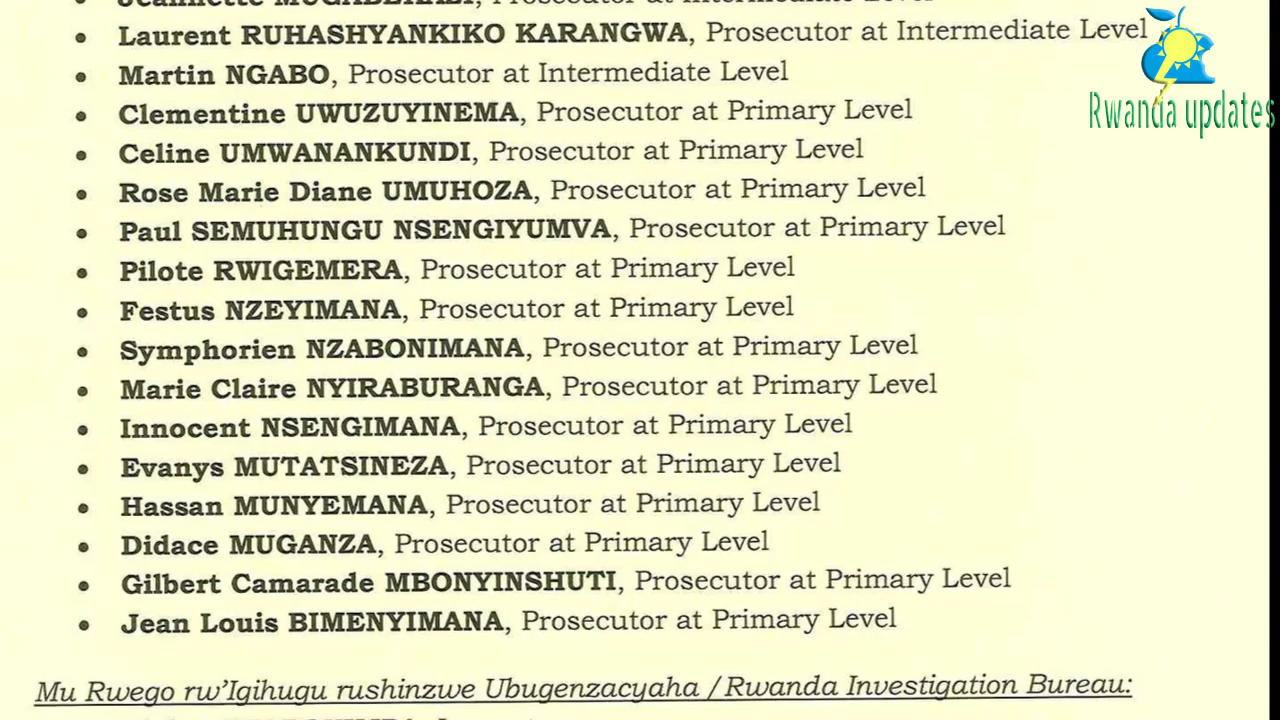 Prosecutor at Intermediate Level
• Laurent RUHASHYANKIKO KARANGWA, Prosecutor at Intermediate Level
• Martin NGABO, Prosecutor at Intermediate Level
• Clementine UWUZUYINEMA, Prosecutor at Primary Level
• Celine UMWANANKUNDI, Prosecutor at Primary Level
• Rose Marie Diane UMUHOZA, Prosecutor at Primary Level
• Paul SEMUHUNGU NSENGIYUMVA, Prosecutor at Primary Level
• Pilote RWIGEMERA, Prosecutor at Primary Level
• Festus NZEYIMANA, Prosecutor at Primary Level
• Symphorien NZABONIMANA, Prosecutor at Primary Level
• Marie Claire NYIRABURANGA, Prosecutor at Primary Level
• Innocent NSENGIMANA, Prosecutor at Primary Level
• Evanys MUTATSINEZA, Prosecutor at Primary Level
• Hassan MUNYEMANA, Prosecutor at Primary Level
• Didace MUGANZA, Prosecutor at Primary Level
• Gilbert Camarade MBONYINSHUTI, Prosecutor at Primary Level
• Jean Louis BIMENYIMANA, Prosecutor at Primary Level
Mu Rwego rw'Igihugu rushinzwe Ubugenzacyaha / Rwanda Investigation Bureau:
Rwanda updates